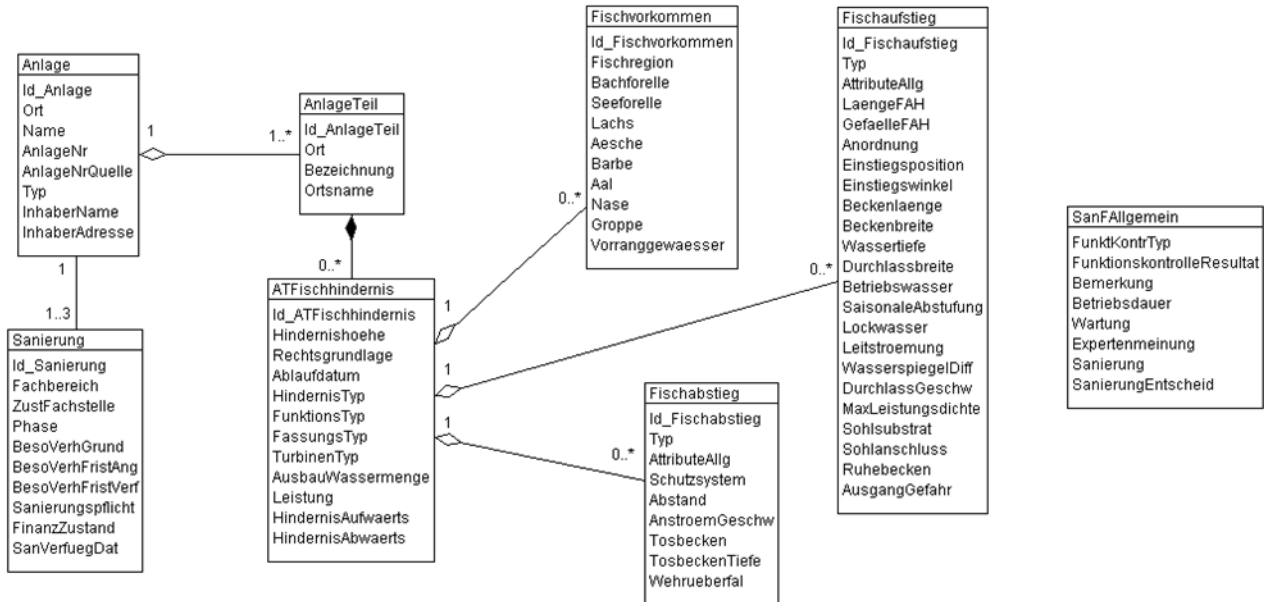 Anlage
Id_Anlage
Ort
Name
AnlageNr
AnlageNrQuelle
Typ
InhaberName
InhaberAdresse
1
1..*
1
1..3
Sanierung
Id_Sanierung
Fachbereich
ZustFachstelle
Phase
BesoVerhGrund
BesoVerhFristAng
BesoVerhFristVerf
Sanierungspflicht
FinanzZustand
SanVerfuegDat
AnlageTeil
Id_AnlageTeil
Ort
Bezeichnung
Ortsname
0..*
ATFischhindernis
Id_ATFischhindernis
Hindernishoehe
Rechtsgrundlage
Ablaufdatum
HindernisTyp
FunktionsTyp
FassungsTyp
TurbinenTyp
AusbauWassermenge
Leistung
HindernisAufwaerts
HindernisAbwaerts
1
0..*
1
0..*
1
0..*
Fischvorkommen
Id_Fischvorkommen
Fischregion
Bachforelle
Seeforelle
Lachs
Aesche
Barbe
Aal
Nase
Groppe
Vorranggewaesser
Fischabstieg
Id_Fischabstieg
Typ
AttributeAllg
Schutzsystem
Abstand
AnstroemGeschw
Tosbecken
TosbeckenTiefe
Wehrueberfal
Fischaufstieg
Id_Fischaufstieg
Typ
AttributeAllg
LaengeFAH
GefaelleFAH
Anordnung
Einstiegsposition
Einstiegswinkel
Beckenlaenge
Beckenbreite
Wassertiefe
Durchlassbreite
Betriebswasser
SaisonaleAbstufung
Lockwasser
Leitstroemung
WasserspiegelDiff
DurchlassGeschw
MaxLeistungsdichte
Sohlsubstrat
Sohlanschluss
Ruhebecken
AusgangGefahr
SanFAllgemein
FunktKontrTyp
FunktionskontrolleResultat
Bemerkung
Betriebsdauer
Wartung
Expertenmeinung
Sanierung
SanierungEntscheid